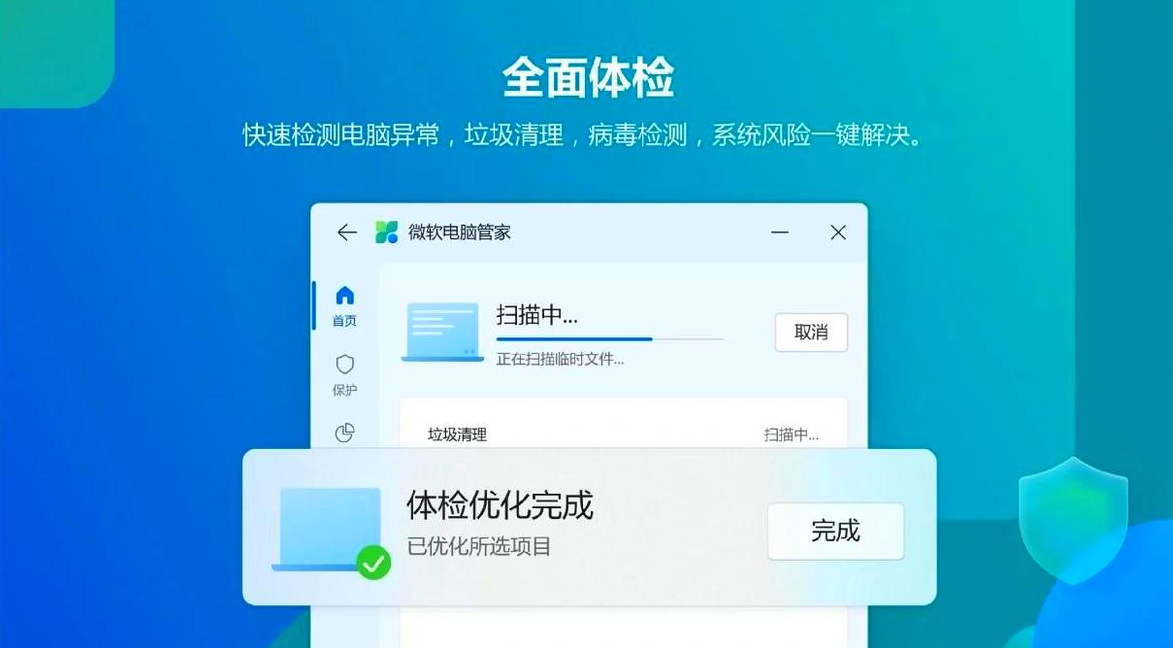 全面体检
快速检测电脑异常，垃圾清理，病毒检测，系统风险一键解决。
微软电脑管家
首页
保护
扫描中...
正在扫描临时文件...
取消
垃圾清理
扫描中...
体检优化完成
已优化所选项目
完成